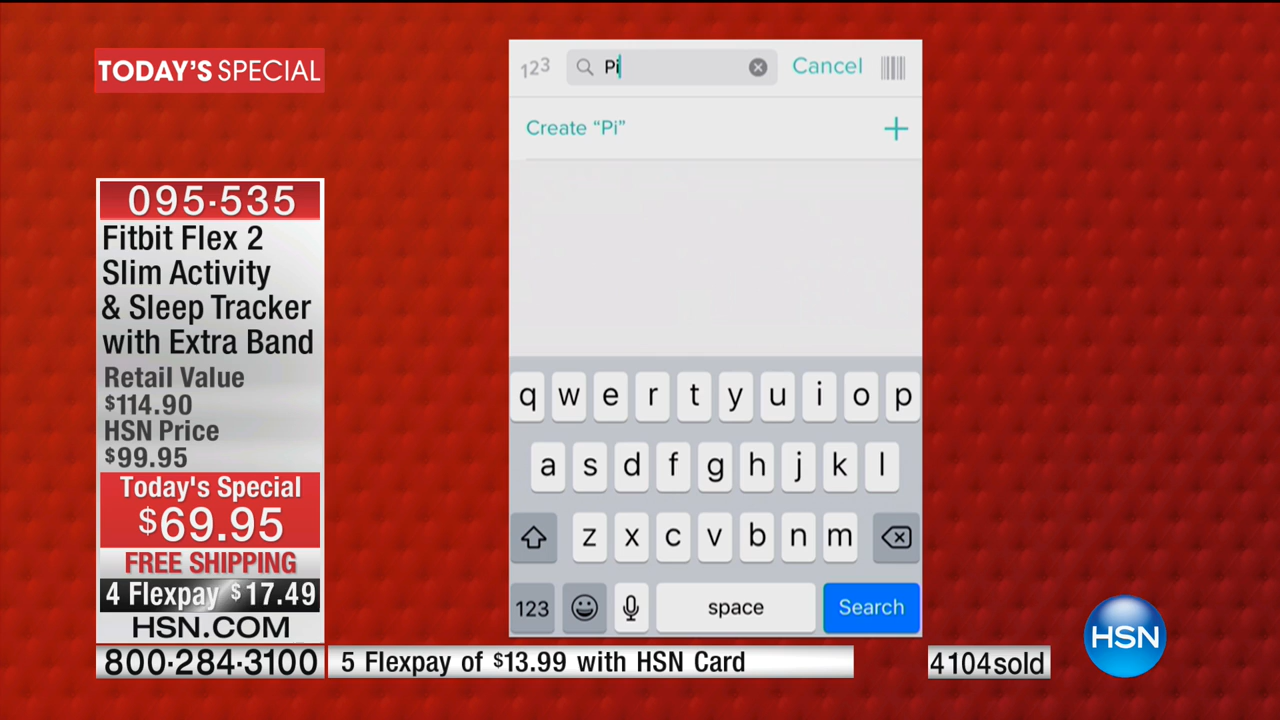 TODAY'S SPECIAL
095-535
Fitbit Flex 2
Slim Activity
& Sleep Tracker
with Extra Band
Retail Value
$114.90
HSN Price
$99.95
Today's Special
$69.95
FREE SHIPPING
4 Flexpay $17.49
HSN.COM
800-284-3100
5 Flexpay of $13.99 with HSN Card
4104sold
HSN
123 Pi Cancel
Create “Pi” +
q w e r t y u i o p
a s d f g h j k l
z x c v b n m
123 space Search